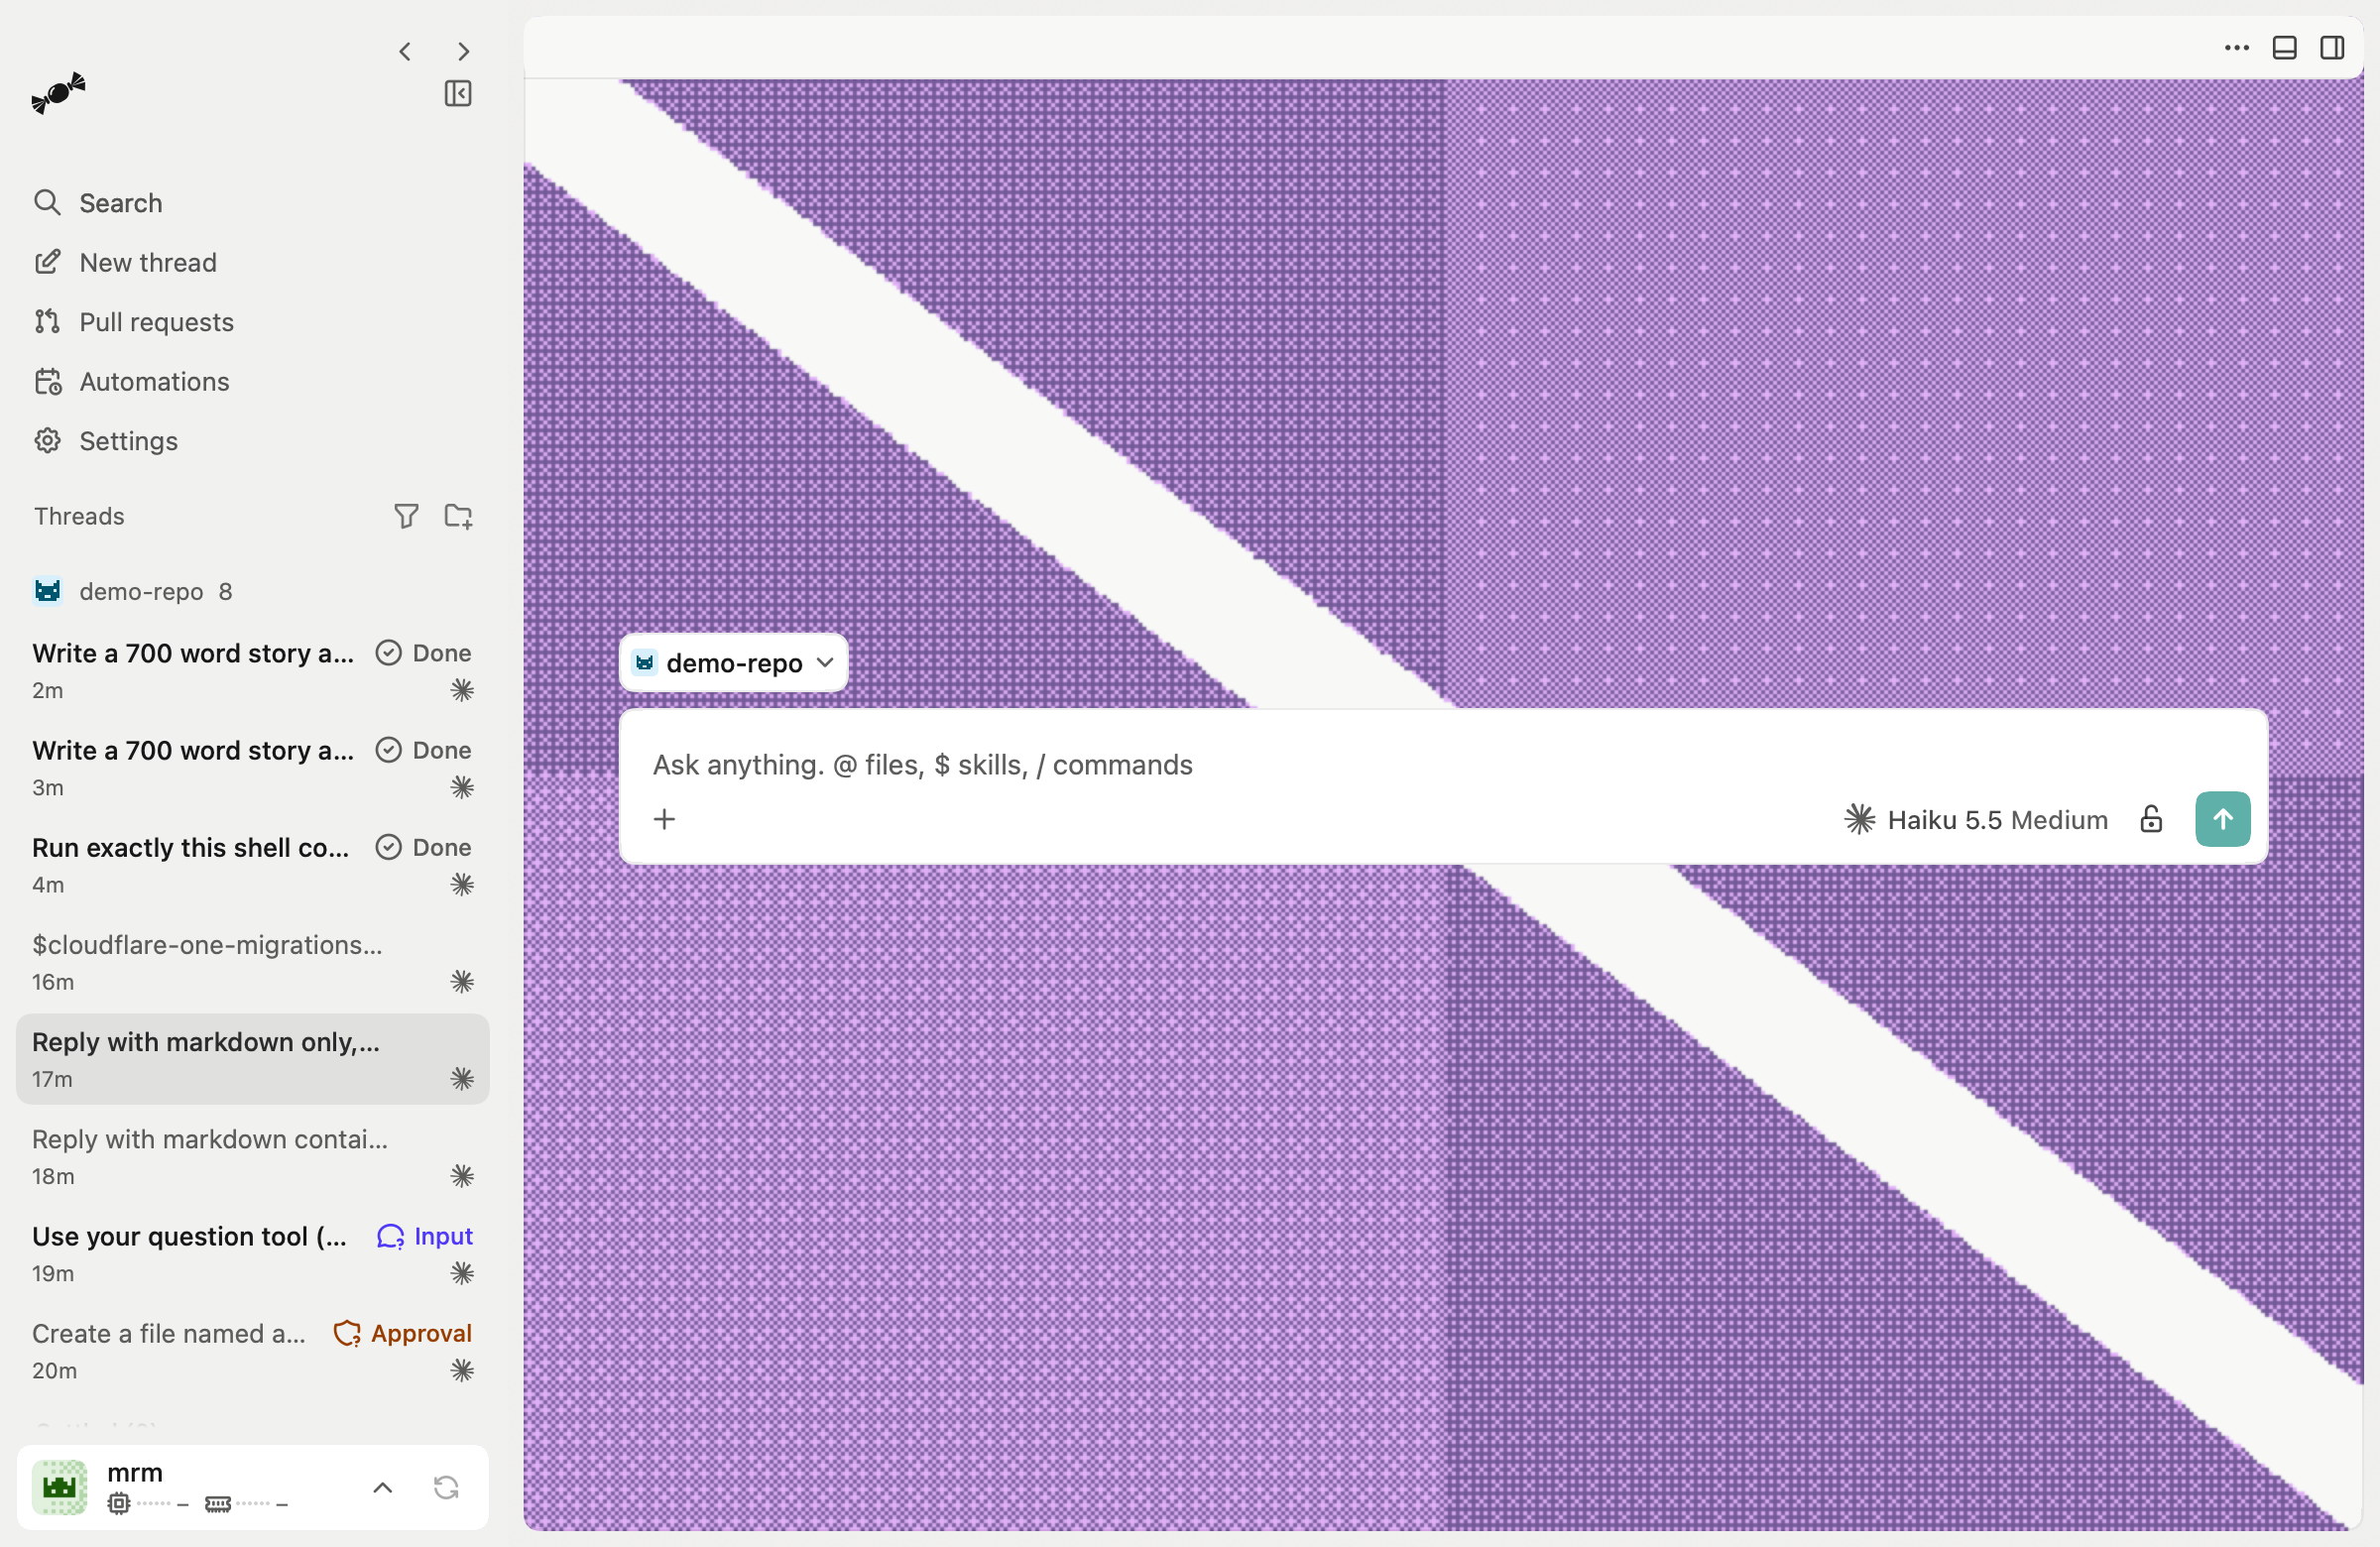 Search
New thread
Pull requests
Automations
Settings
Threads
demo-repo 8
Write a 700 word story a... Done
2m
Write a 700 word story a... Done
3m
Run exactly this shell co... Done
4m
$cloudflare-one-migrations...
16m
Reply with markdown only,...
17m
Reply with markdown contai...
18m
Use your question tool (... Input
19m
Create a file named a... Approval
20m
mrm
demo-repo
Ask anything. @ files, $ skills, / commands
Haiku 5.5 Medium